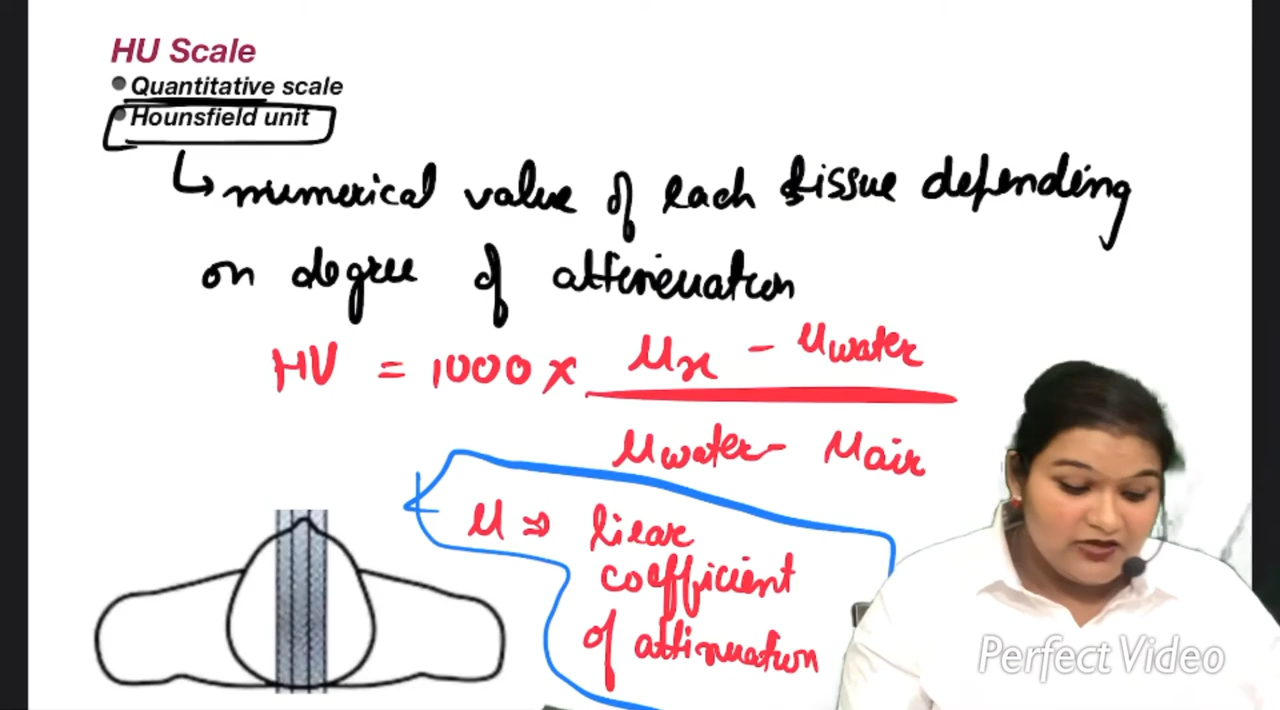 HU Scale
Quantitative scale
Hounsfield unit
↳ numerical value of each tissue depending
on degree of attenuation
HU = 1000 × μx - μwater
μwater - μair
μ ⇒ linear
coefficient
of attenuation
Perfect Video